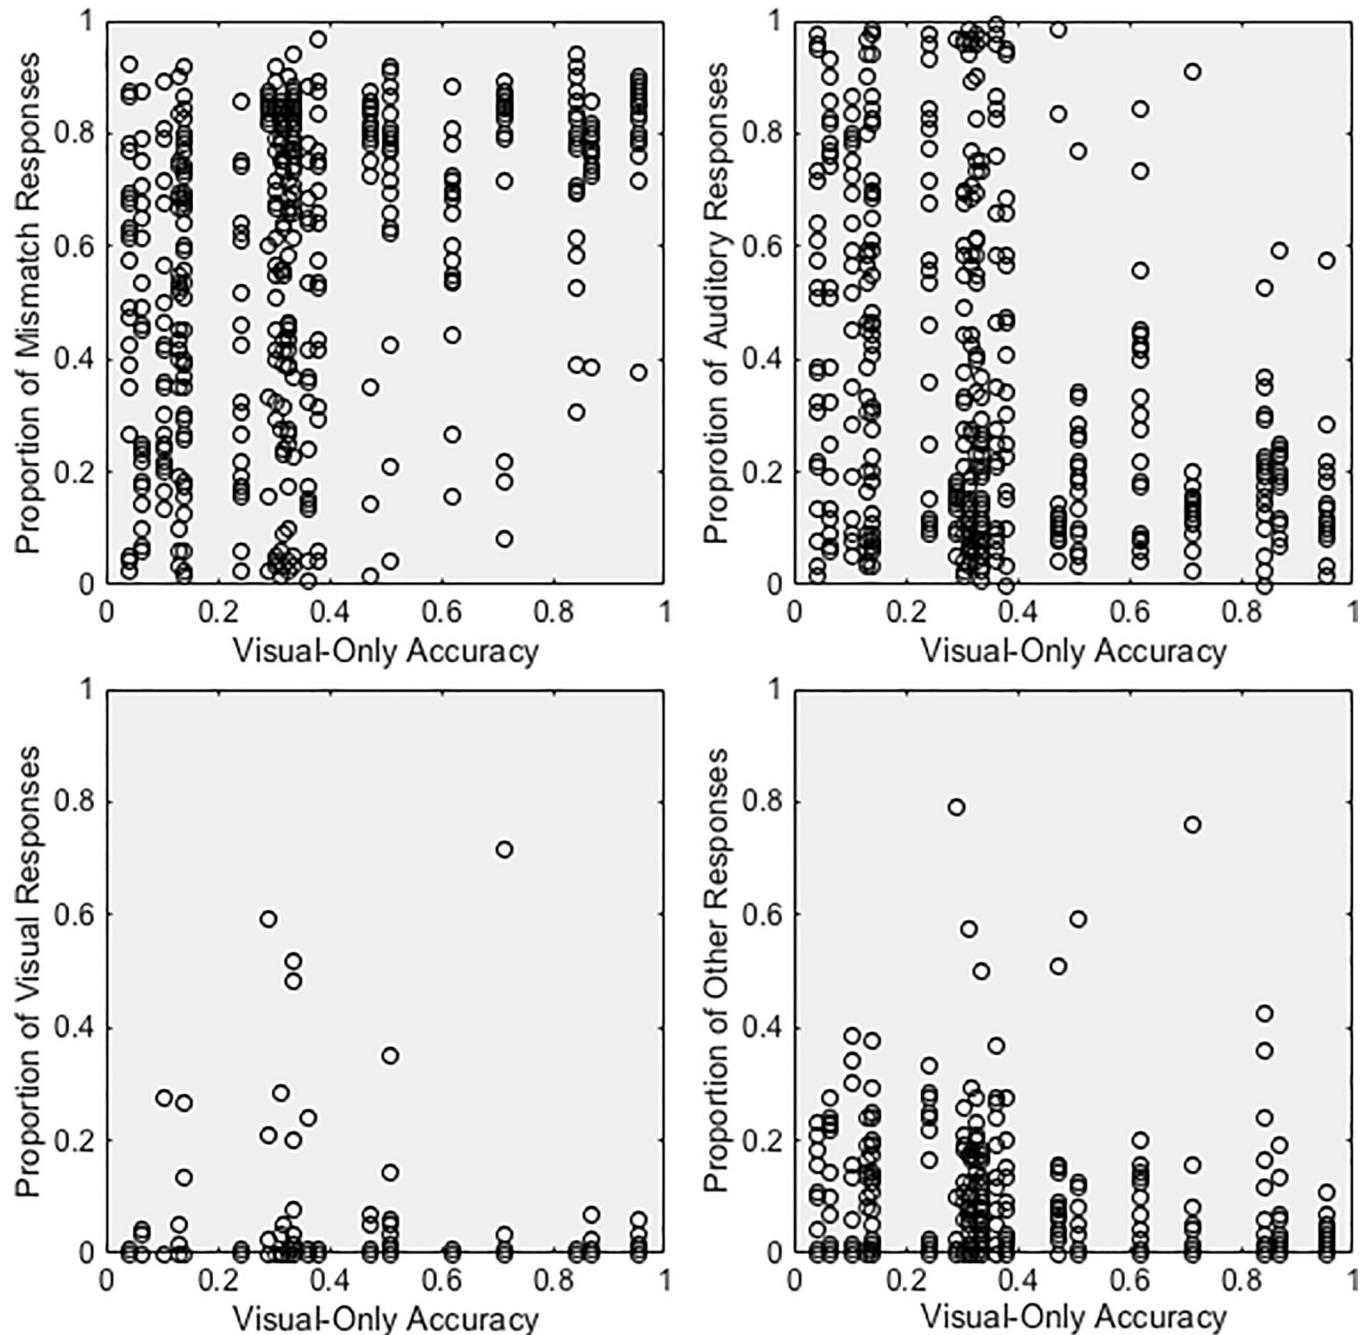 1
0.8
0.6
0.4
0.2
0
Proportion of Mismatch Responses
0 0.2 0.4 0.6 0.8 1
Visual-Only Accuracy
1
0.8
0.6
0.4
0.2
0
Proprotion of Auditory Responses
0 0.2 0.4 0.6 0.8 1
Visual-Only Accuracy
1
0.8
0.6
0.4
0.2
0
Proportion of Visual Responses
0 0.2 0.4 0.6 0.8 1
Visual-Only Accuracy
1
0.8
0.6
0.4
0.2
0
Proportion of Other Responses
0 0.2 0.4 0.6 0.8 1
Visual-Only Accuracy